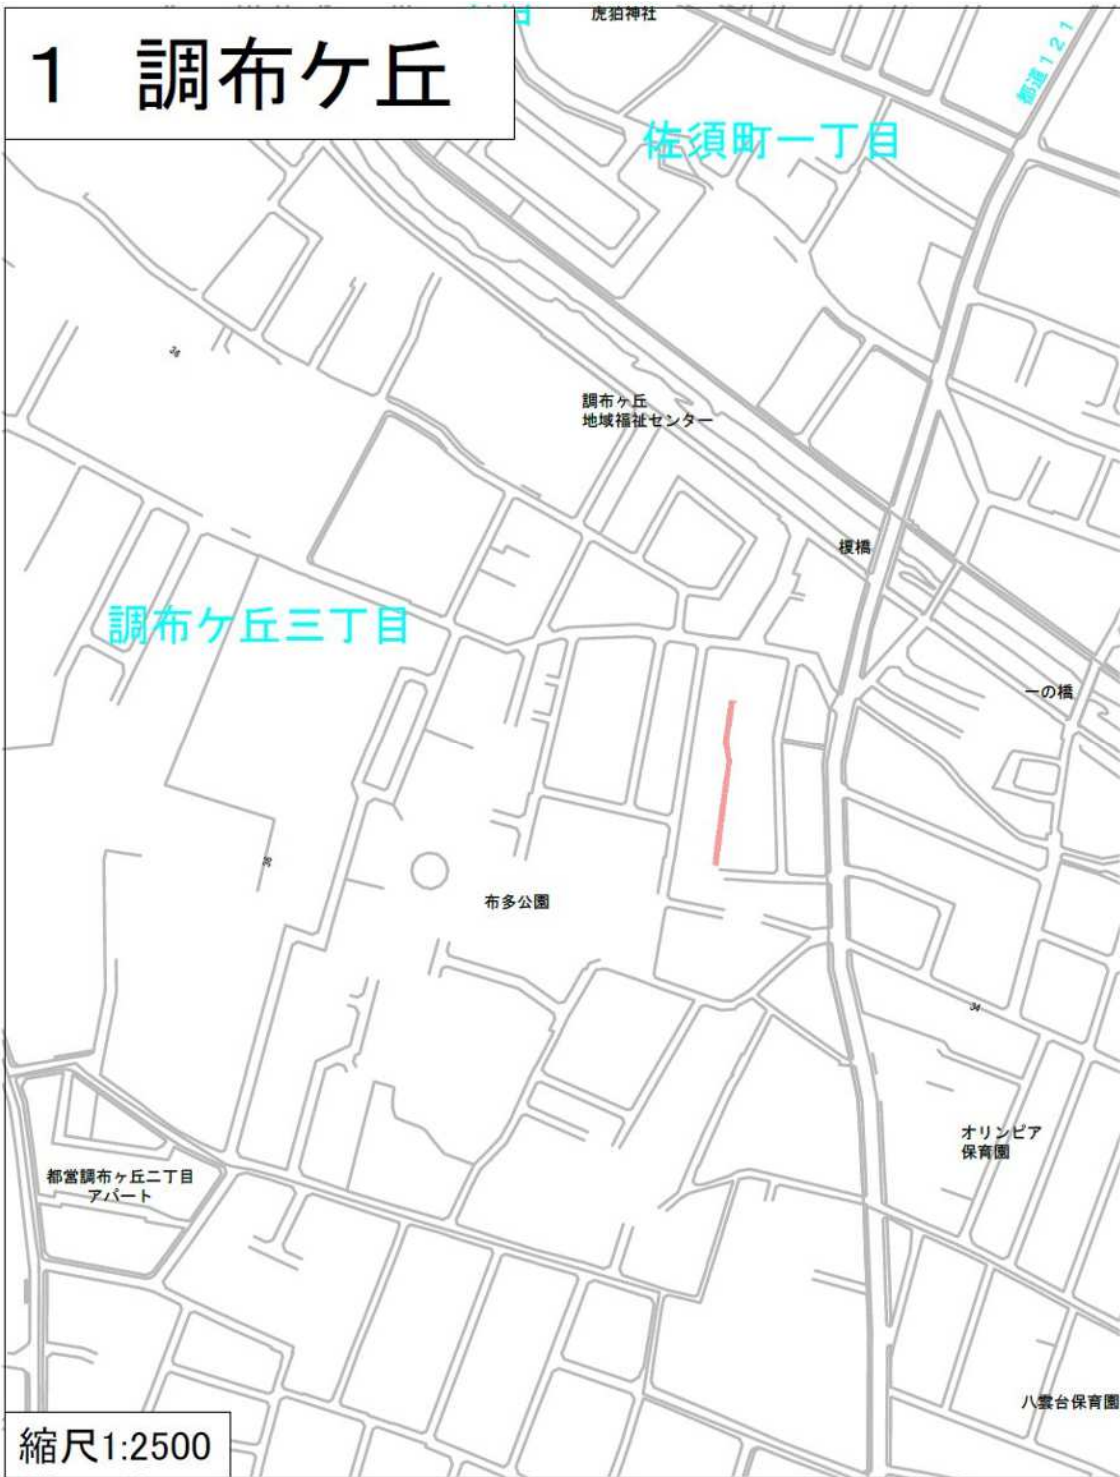 虎狛神社
1 調布ケ丘
都道121
佐須町一丁目
36
調布ヶ丘
地域福祉センター
榎橋
調布ケ丘三丁目
一の橋
36
布多公園
34
オリンピア
保育園
都営調布ヶ丘二丁目
アパート
八雲台保育園
縮尺1:2500